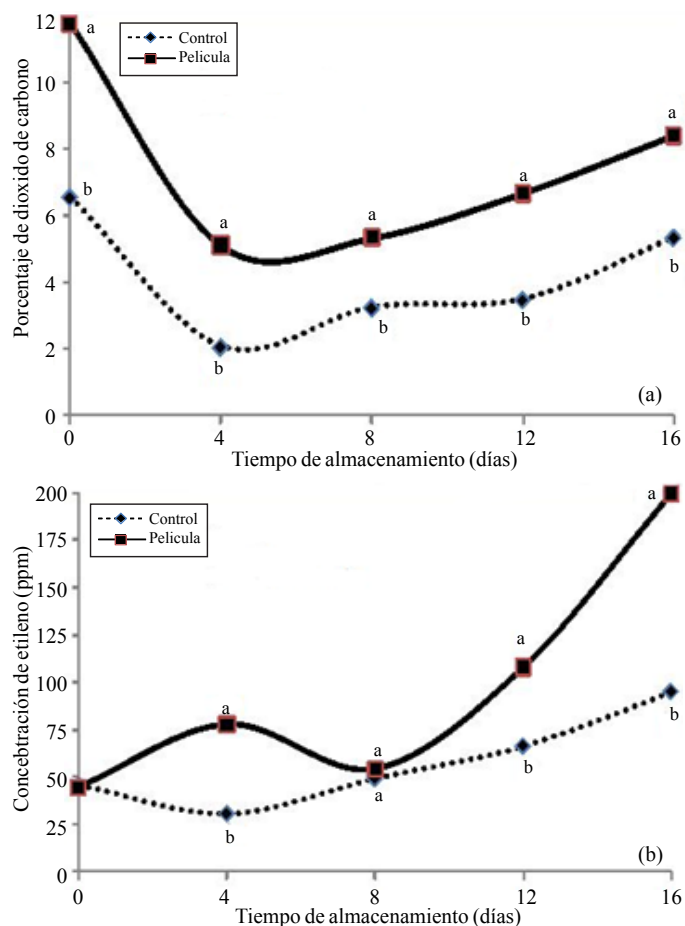 12
10
8
6
4
2
0
Porcentaje de dioxido de carbono
Control
Pelicula
a
b
a
b
a
b
a
b
a
b
(a)
0
4
8
12
16
Tiempo de almacenamiento (días)
200
175
150
125
100
75
50
25
0
Concebtración de etileno (ppm)
Control
Pelicula
a
b
a
a
a
b
a
b
(b)
0
4
8
12
16
Tiempo de almacenamiento (días)